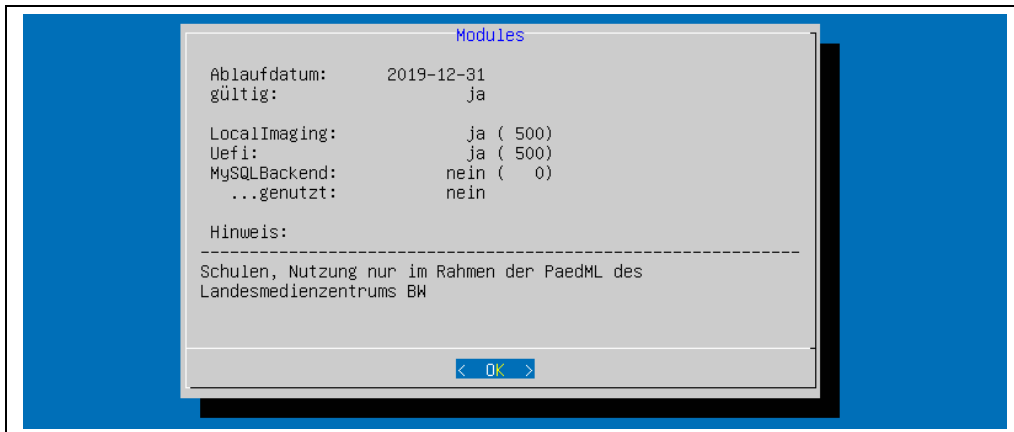 Modules
Ablaufdatum: 2019-12-31
gültig: ja
LocalImaging: ja ( 500)
Uefi: ja ( 500)
MySQLBackend: nein ( 0)
...genutzt: nein
Hinweis:
------------------------------------------------------------
Schulen, Nutzung nur im Rahmen der PaedML des
Landesmedienzentrums BW
< OK >